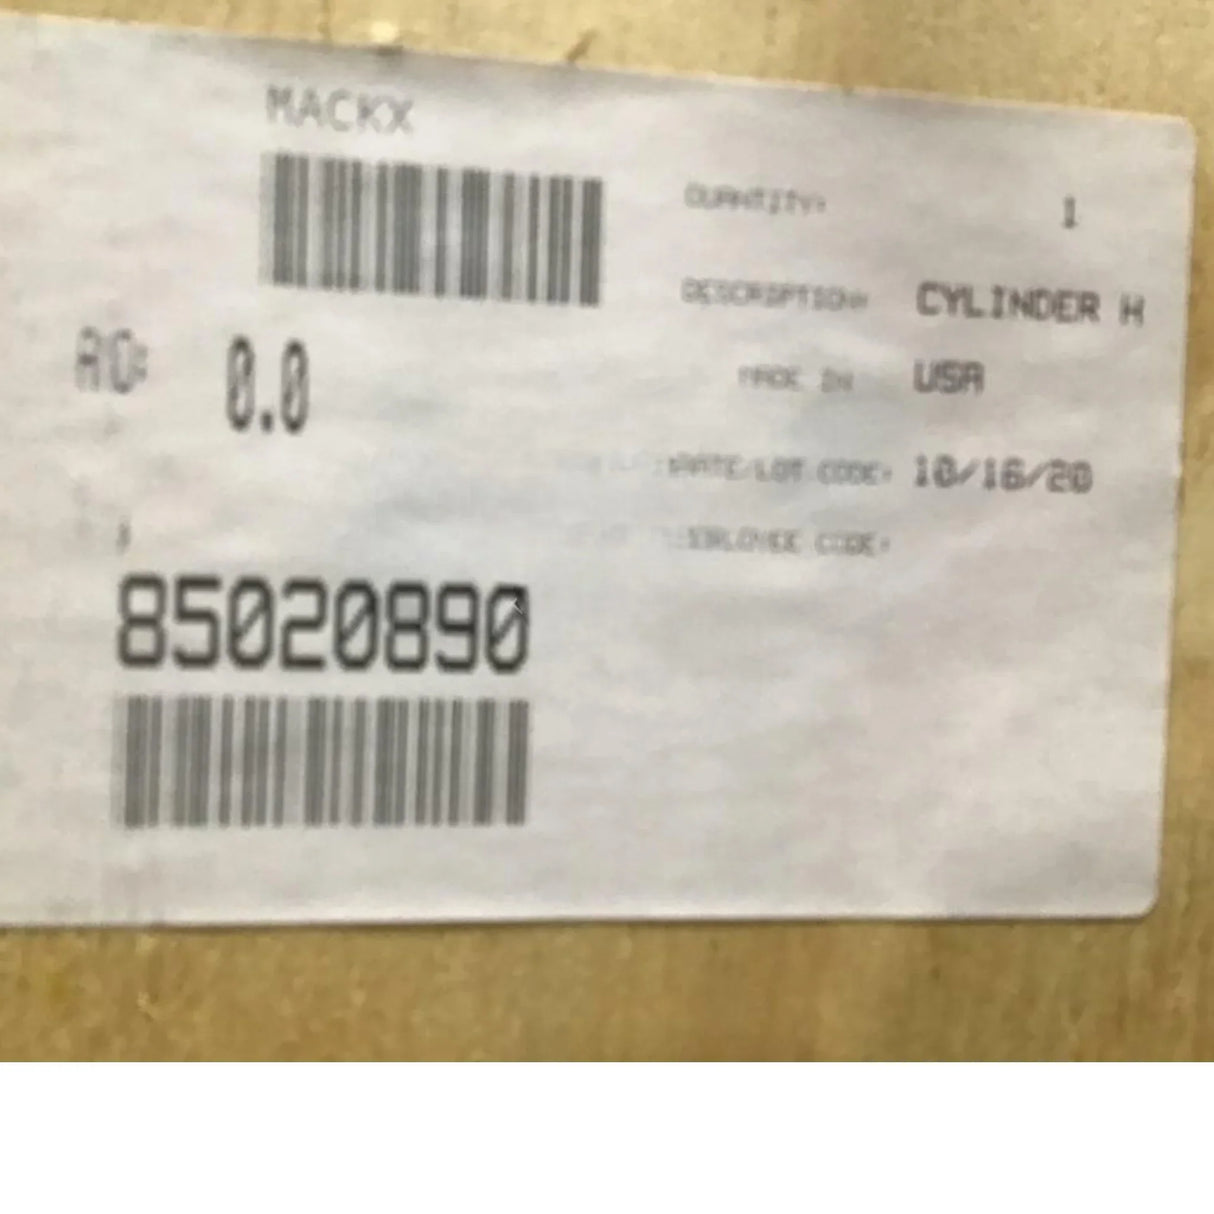 MACKX
QUANTITY: 1
DESCRIPTION: CYLINDER H
MADE IN USA
RO: 0.0
DATE/LOT CODE: 10/16/20
CODE:
85020890